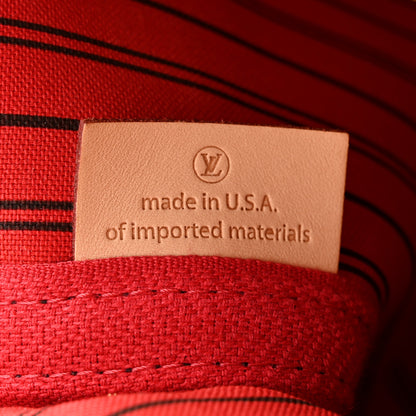 LV
made in U.S.A.
of imported materials